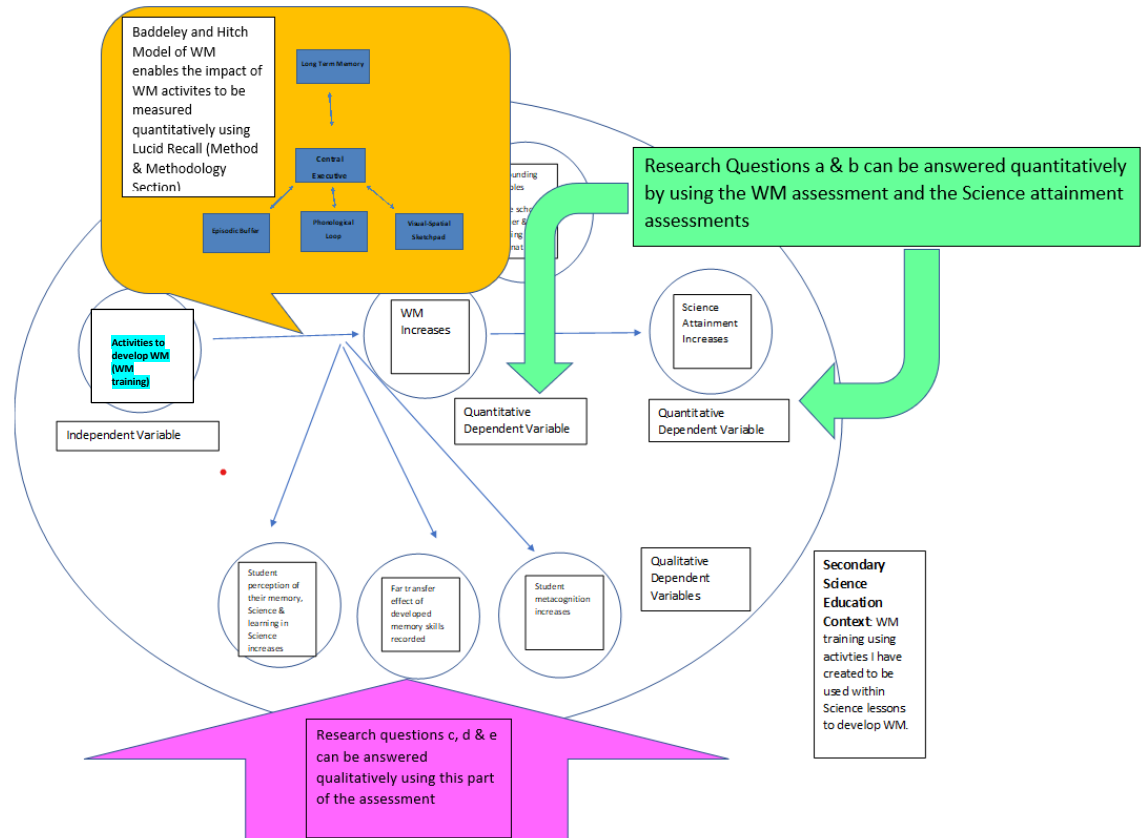 Baddeley and Hitch
Model of WM
enables the impact of
WM activites to be
measured
quantitatively using
Lucid Recall (Method
& Methodology
Section)
Long Term Memory
Central
Executive
Episodic Buffer
Phonological
Loop
Visual-Spatial
Sketchpad
Research Questions a & b can be answered quantitatively
by using the WM assessment and the Science attainment
assessments
Activities to
develop WM
(WM
training)
Independent Variable
WM
Increases
Quantitative
Dependent Variable
Science
Attainment
Increases
Quantitative
Dependent Variable
Student
perception of
their memory,
Science &
learning in
Science
increases
Far transfer
effect of
developed
memory skills
recorded
Student
metacognition
increases
Qualitative
Dependent
Variables
Secondary
Science
Education
Context: WM
training using
activties I have
created to be
used within
Science lessons
to develop WM.
Research questions c, d & e
can be answered
qualitatively using this part
of the assessment